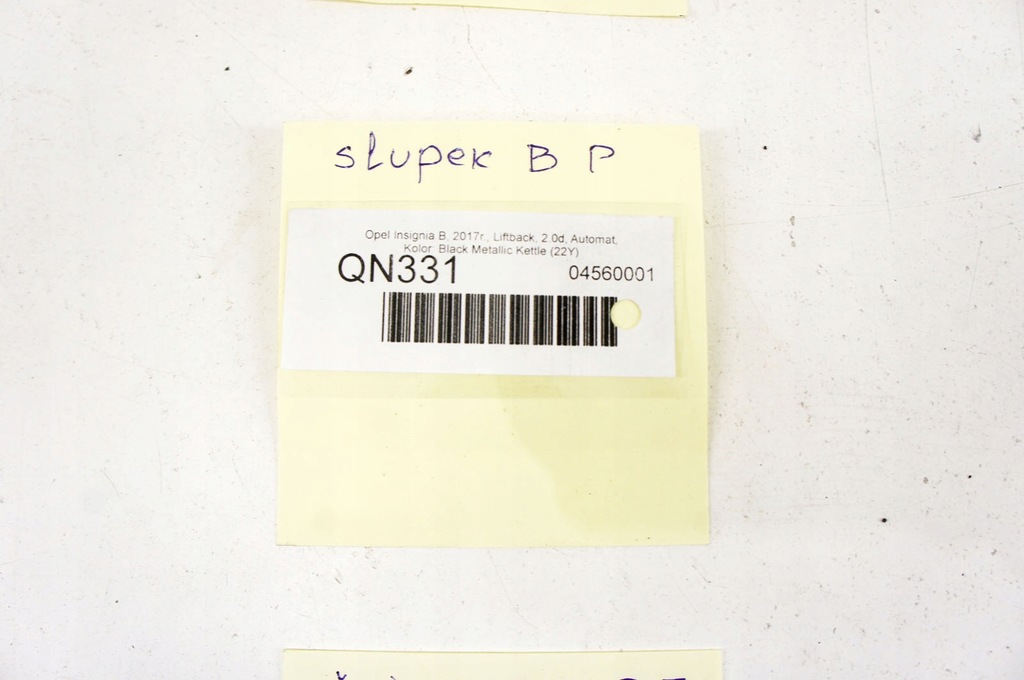 słupek B P
Opel Insignia B, 2017r., Liftback, 2.0d, Automat,
Kolor: Black Metallic Kettle (22Y)
QN331 04560001